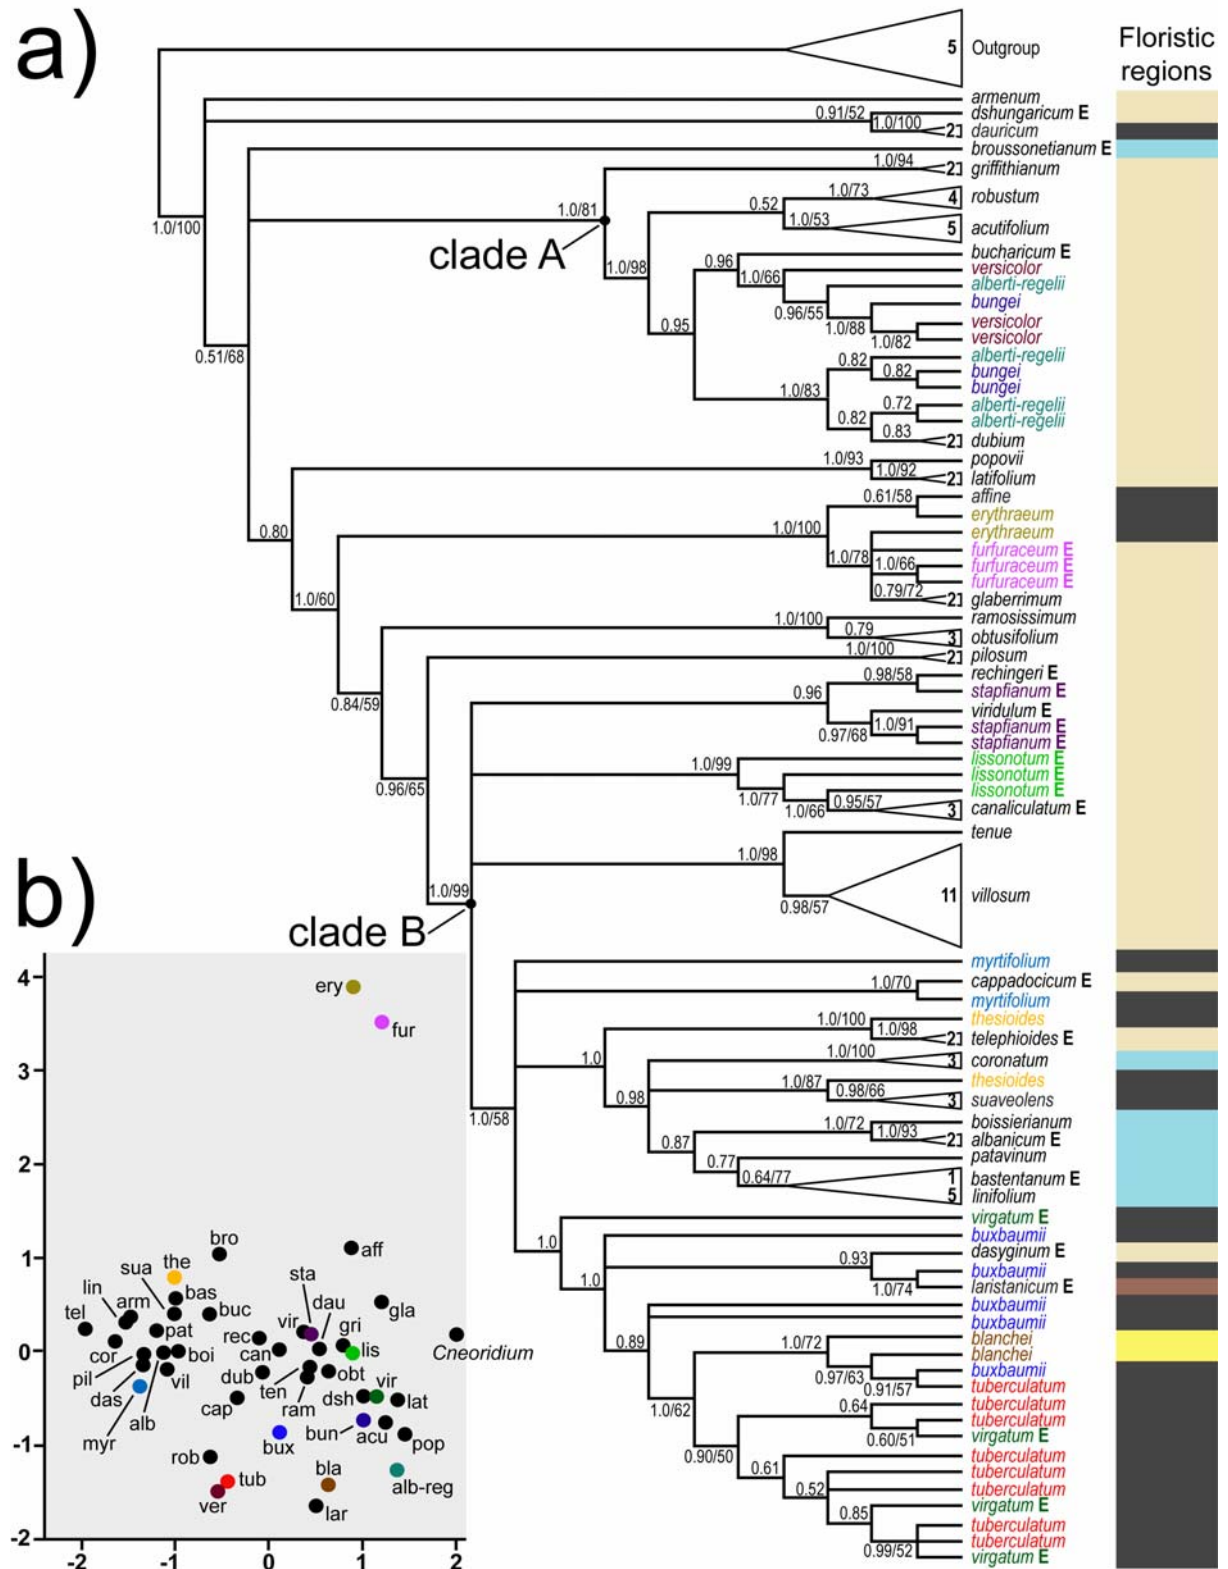 a)
Floristic
regions
5 Outgroup
armenum
0.91/52 dshungaricum E
1.0/100 2 dauricum
broussonetianum E
1.0/94 2 griffithianum
1.0/100
1.0/81
1.0/73 4 robustum
0.52
1.0/53 5 acutifolium
clade A
1.0/98
bucharicum E
0.96
versicolor
1.0/66
alberti-regelii
0.96/55
bungei
1.0/88
versicolor
1.0/82
versicolor
0.95
0.51/68
alberti-regelii
0.82
bungei
0.82
bungei
1.0/83
alberti-regelii
0.72
alberti-regelii
0.82
0.83 2 dubium
popovii
1.0/93
1.0/92 2 latifolium
affine
0.61/58
erythraeum
0.80
erythraeum
1.0/100
furfuraceum E
1.0/78
1.0/66 furfuraceum E
furfuraceum E
0.79/72 2 glaberrimum
1.0/60
ramosissimum
1.0/100
0.79 3 obtusifolium
1.0/100 2 pilosum
rechingeri E
0.98/58
stapfianum E
0.96
0.84/59
viridulum E
1.0/91 stapfianum E
0.97/68
stapfianum E
lissonotum E
1.0/99
lissonotum E
0.96/65
1.0/77
lissonotum E
1.0/66 0.95/57 3 canaliculatum E
tenue
1.0/98
11 villosum
0.98/57
1.0/99
clade B
myrtifolium
cappadocicum E
1.0/70
myrtifolium
thesioides
1.0/100
1.0/98 2 telephioides E
1.0
1.0/100 3 coronatum
thesioides
1.0/87
0.98/66 3 suaveolens
0.98
1.0/58
boissierianum
1.0/72
1.0/93 2 albanicum E
0.87
patavinum
0.77
0.64/77 1 bastentanum E
5 linifolium
virgatum E
1.0
buxbaumii
dasyginum E
0.93
buxbaumii
1.0
1.0/74 laristanicum E
buxbaumii
buxbaumii
0.89
blanchei
1.0/72
blanchei
0.97/63
buxbaumii
0.91/57
tuberculatum
1.0/62
tuberculatum
0.64
tuberculatum
0.60/51
virgatum E
0.90/50
tuberculatum
0.61
tuberculatum
0.52
tuberculatum
virgatum E
0.85
tuberculatum
tuberculatum
0.99/52
virgatum E
b)
4
3
2
1
0
-1
-2
-2 -1 0 1 2
ery
fur
bro
aff
the
sua
sta
bas
lin
dau
arm
gla
tel
buc
vir
gri
pat
rec
lis
Cneoridium
cor
can
boi
pil
vil
dub
obt
ten
das
dsh
vir
lat
cap
ram
alb
myr
bux
bun
acu
pop
rob
tub
bla
alb-reg
ver
lar